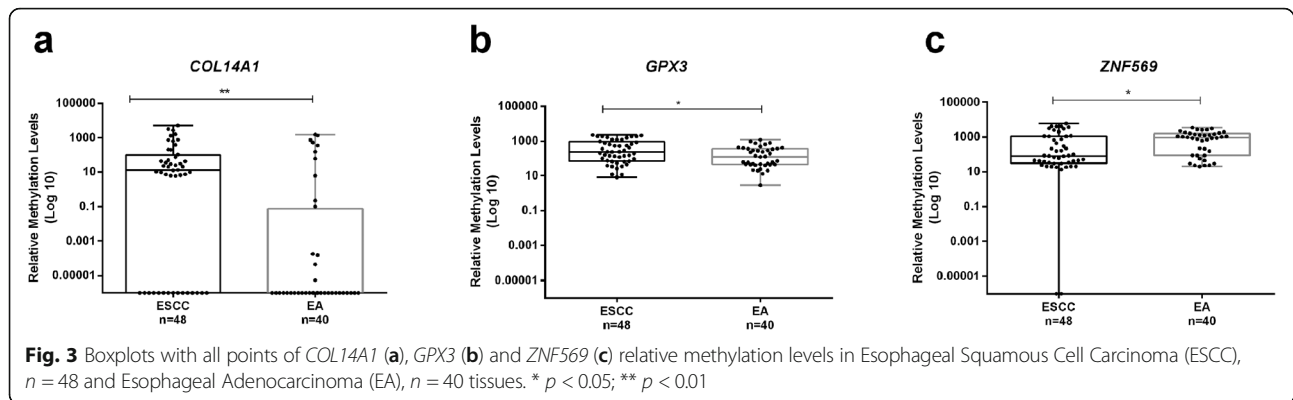 a
COL14A1
**
100000
1000
10
0.1
0.001
0.00001
Relative Methylation Levels
(Log 10)
ESCC
n=48
EA
n=40
b
GPX3
*
100000
1000
10
0.1
0.001
0.00001
Relative Methylation Levels
(Log 10)
ESCC
n=48
EA
n=40
c
ZNF569
*
100000
1000
10
0.1
0.001
0.00001
Relative Methylation Levels
(Log 10)
ESCC
n=48
EA
n=40
Fig. 3 Boxplots with all points of COL14A1 (a), GPX3 (b) and ZNF569 (c) relative methylation levels in Esophageal Squamous Cell Carcinoma (ESCC),
n = 48 and Esophageal Adenocarcinoma (EA), n = 40 tissues. * p < 0.05; ** p < 0.01